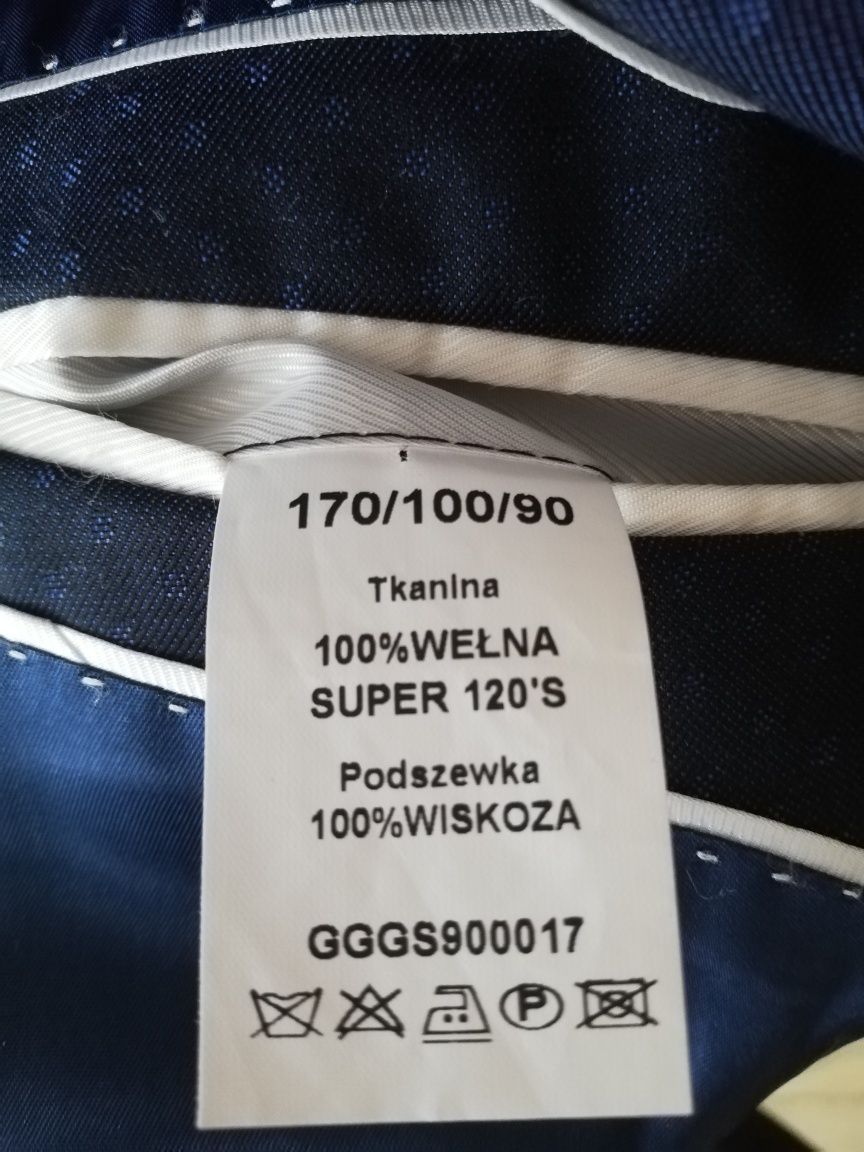 170/100/90
Tkanina
100%WEŁNA
SUPER 120'S
Podszewka
100%WISKOZA
GGGS900017
P